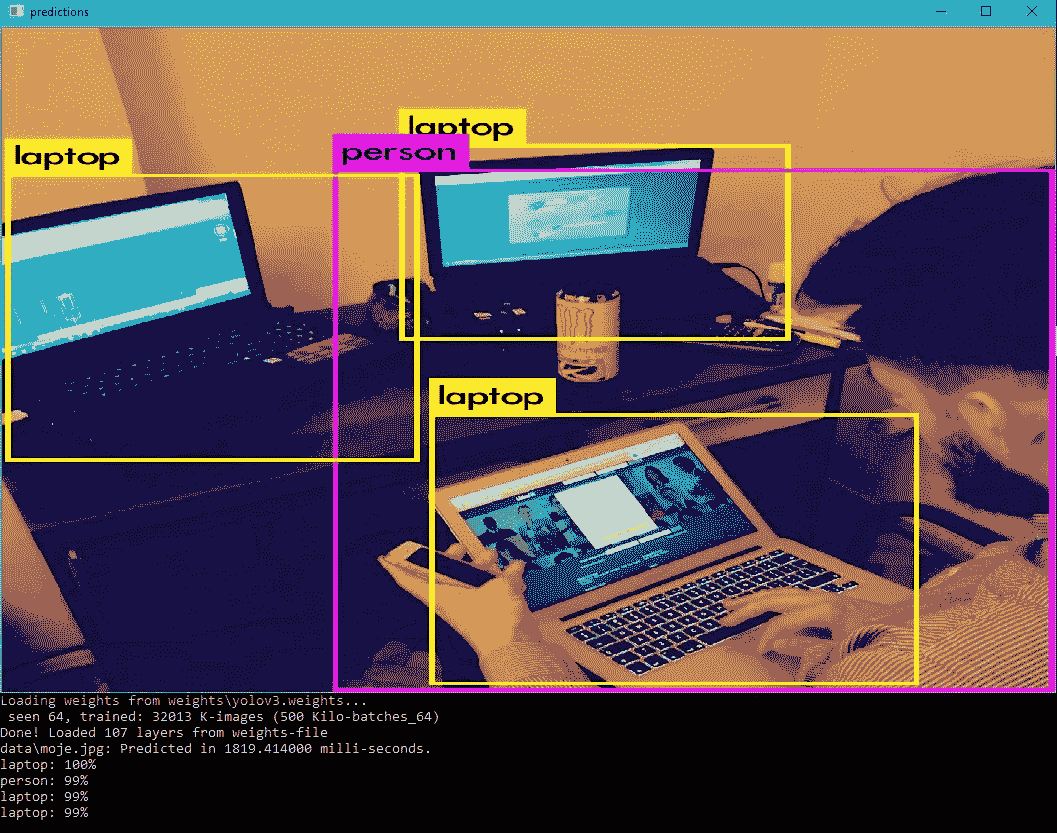 predictions
laptop
laptop
person
laptop
Loading weights from weights\yolov3.weights...
 seen 64, trained: 32013 K-images (500 Kilo-batches_64)
Done! Loaded 107 layers from weights-file
data\moje.jpg: Predicted in 1819.414000 milli-seconds.
laptop: 100%
person: 99%
laptop: 99%
laptop: 99%